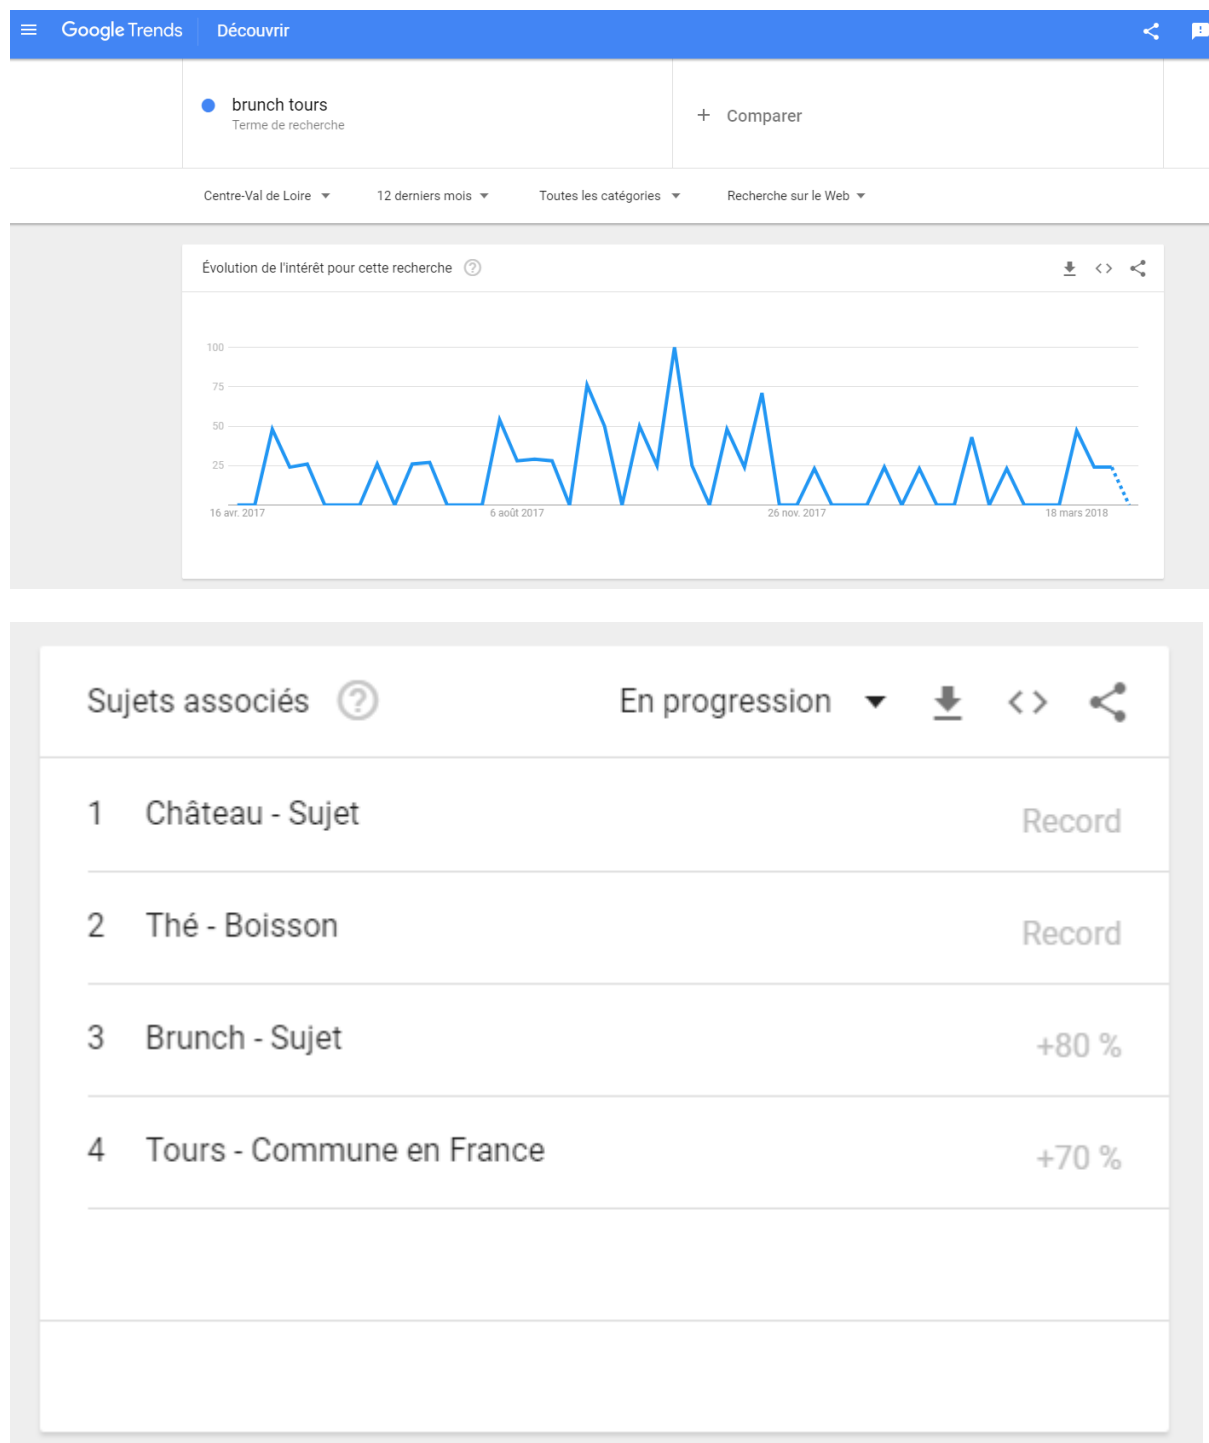 Google Trends Découvrir
brunch tours
Terme de recherche
+ Comparer
Centre-Val de Loire 12 derniers mois Toutes les catégories Recherche sur le Web
Évolution de l'intérêt pour cette recherche ?
100
75
50
25
16 avr. 2017 6 août 2017 26 nov. 2017 18 mars 2018
Sujets associés ? En progression
1 Château - Sujet Record
2 Thé - Boisson Record
3 Brunch - Sujet +80 %
4 Tours - Commune en France +70 %